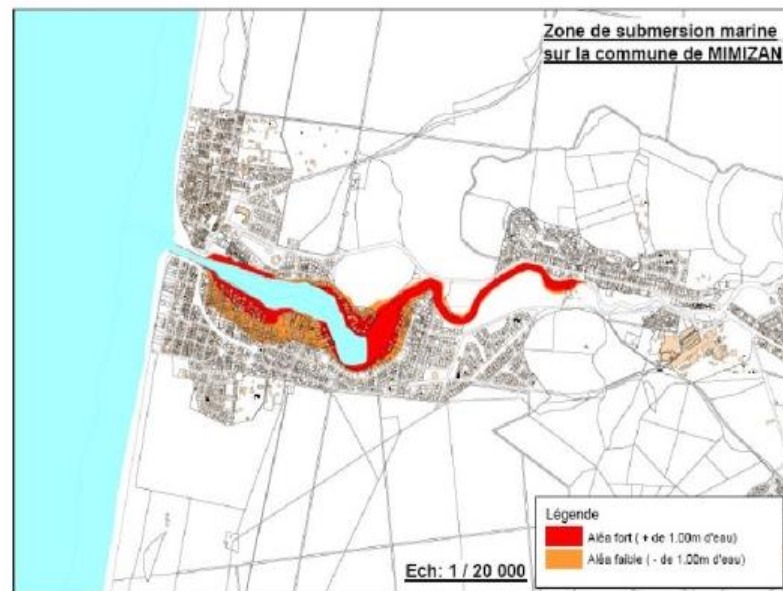 Zone de submersion marine
sur la commune de MIMIZAN
Légende
Aléa fort ( + de 1.00m d'eau)
Aléa faible ( - de 1.00m d'eau)
Ech: 1 / 20 000